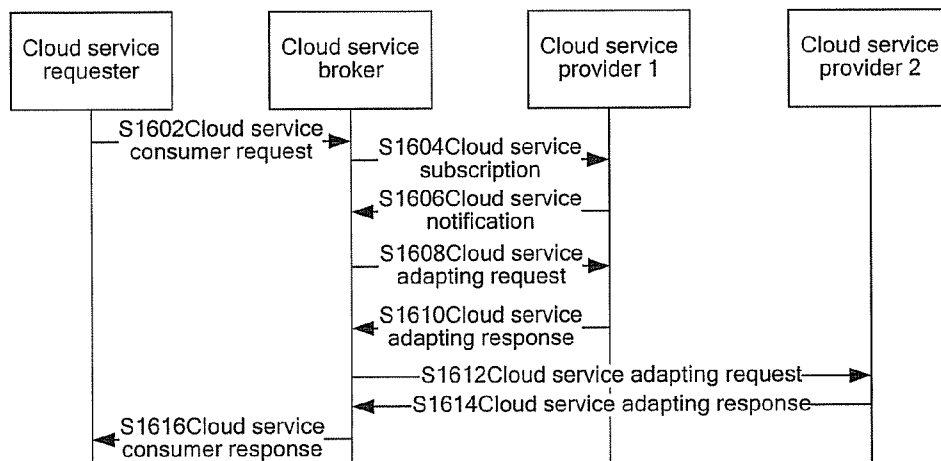 Cloud service
requester
Cloud service
broker
Cloud service
provider 1
Cloud service
provider 2
S1602Cloud service
consumer request
S1604Cloud service
subscription
S1606Cloud service
notification
S1608Cloud service
adapting request
S1610Cloud service
adapting response
S1612Cloud service adapting request
S1614Cloud service adapting response
S1616Cloud service
consumer response